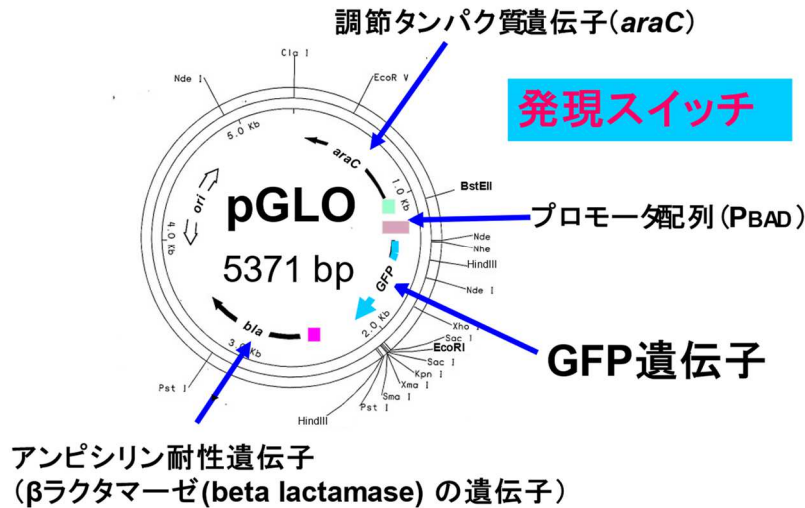 調節タンパク質遺伝子(araC)
Cla I
Nde I
EcoR V
発現スイッチ
5.0 Kb
araC
BstEII
1.0 Kb
ori
pGLO
プロモータ配列(PBAD)
4.0 Kb
Nde
Nhe
5371 bp
HindIII
GFP
Nde I
bla
2.0 Kb
Xho I
3.0 Kb
Sac I
EcoRI
GFP遺伝子
Sac I
Kpn I
Pst I
Xma I
Sma I
Pst I
HindIII
アンピシリン耐性遺伝子
(βラクタマーゼ(beta lactamase) の遺伝子)